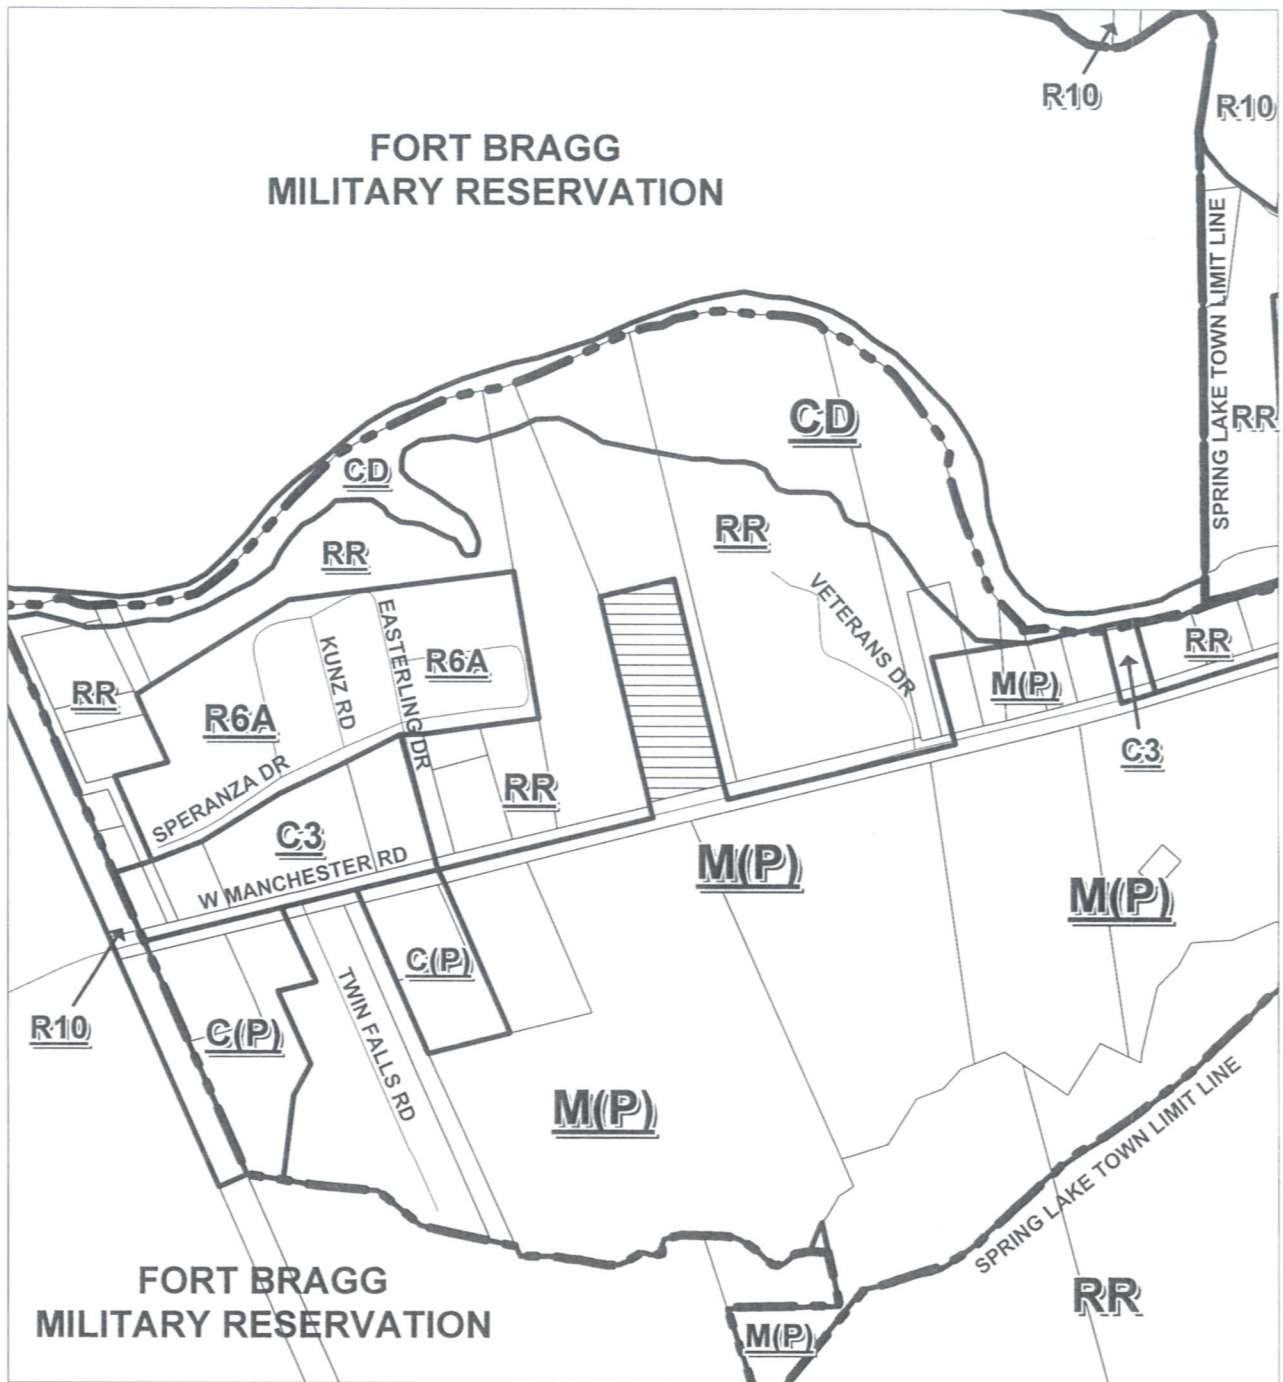 R10
R10
FORT BRAGG
MILITARY RESERVATION
SPRING LAKE TOWN LIMIT LINE
CD
RR
CD
RR
RR
VETERANS DR
EASTERLING DR
KUNZ RD
R6A
RR
M(P)
RR
R6A
C3
SPERANZA DR
RR
C3
W MANCHESTER RD
M(P)
M(P)
C(P)
R10
C(P)
TWIN FALLS RD
M(P)
SPRING LAKE TOWN LIMIT LINE
FORT BRAGG
MILITARY RESERVATION
RR
M(P)